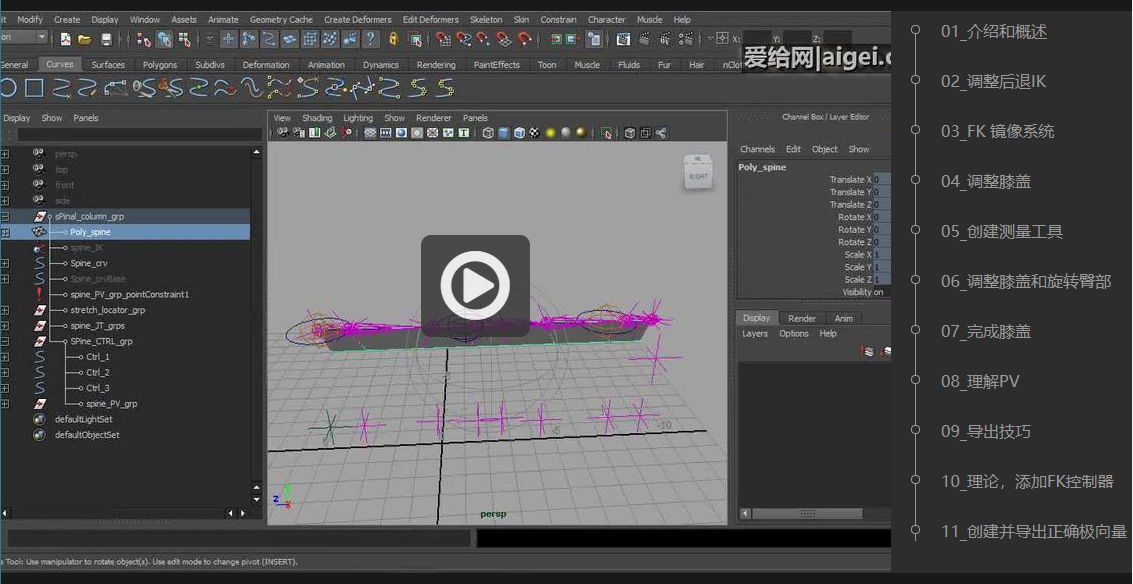 it Modify Create Display Window Assets Animate Geometry Cache Create Deformers Edit Deformers Skeleton Skin Constrain Character Muscle Help
on X: Y: Z:
爱给网|aigei.c
General Curves Surfaces Polygons Subdivs Deformation Animation Dynamics Rendering PaintEffects Toon Muscle Fluids Fur Hair nCloth
Display Show Panels
View Shading Lighting Show Renderer Panels
Channel Box / Layer Editor
Channels Edit Object Show
persp
top
front
side
sPinal_column_grp
Poly_spine
spine_IK
Spine_crv
Spine_crvBase
spine_PV_grp_pointConstraint1
stretch_locator_grp
spine_JT_grps
SPine_CTRL_grp
Ctrl_1
Ctrl_2
Ctrl_3
spine_PV_grp
defaultLightSet
defaultObjectSet
RIGHT
-10
persp
Poly_spine
Translate X 0
Translate Y 0
Translate Z 0
Rotate X 0
Rotate Y 0
Rotate Z 0
Scale X 1
Scale Y 1
Scale Z 1
Visibility on
Display Render Anim
Layers Options Help
Tool: Use manipulator to rotate object(s). Use edit mode to change pivot (INSERT).
01_介绍和概述
02_调整后退IK
03_FK 镜像系统
04_调整膝盖
05_创建测量工具
06_调整膝盖和旋转臀部
07_完成膝盖
08_理解PV
09_导出技巧
10_理论，添加FK控制器
11_创建并导出正确极向量